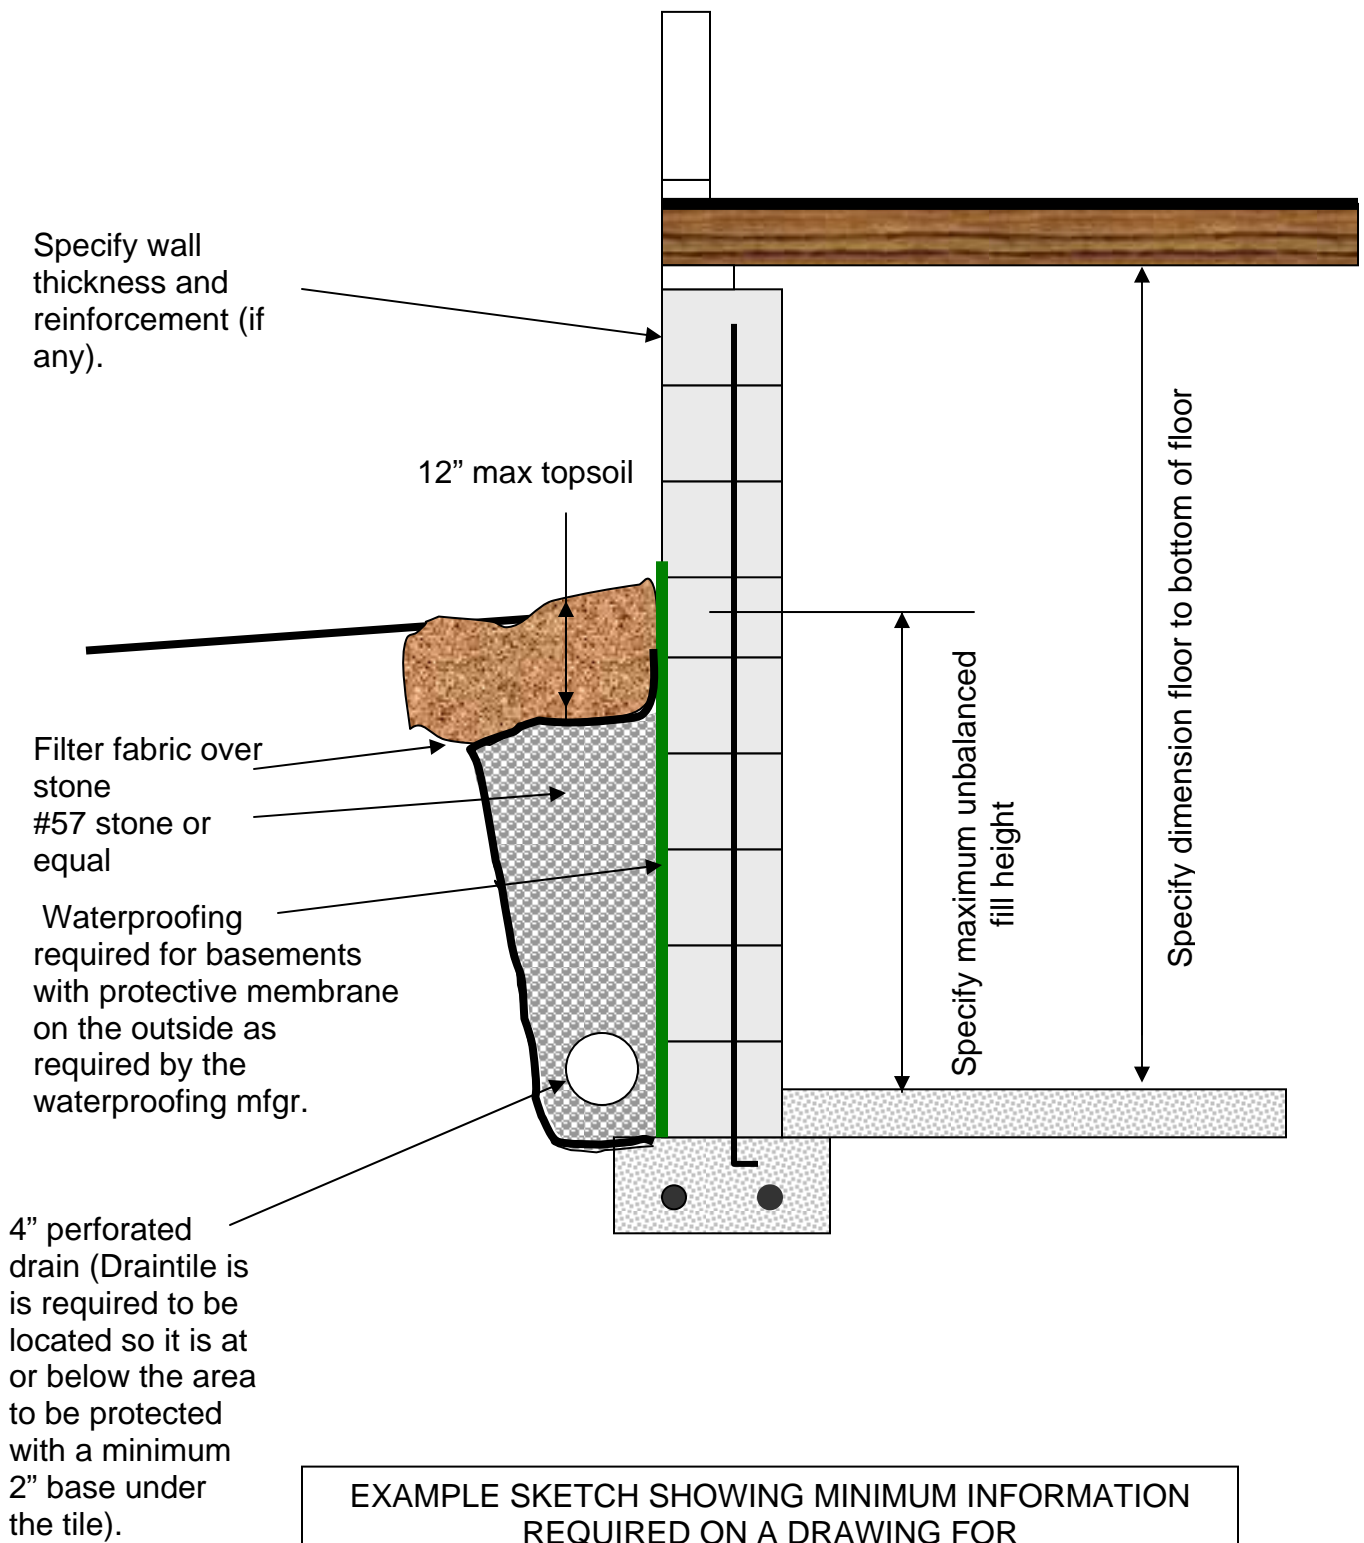 Specify wall
thickness and
reinforcement (if
any).
12” max topsoil
Specify dimension floor to bottom of floor
Specify maximum unbalanced
fill height
Filter fabric over
stone
#57 stone or
equal
Waterproofing
required for basements
with protective membrane
on the outside as
required by the
waterproofing mfgr.
4” perforated
drain (Draintile is
is required to be
located so it is at
or below the area
to be protected
with a minimum
2” base under
the tile).
EXAMPLE SKETCH SHOWING MINIMUM INFORMATION
REQUIRED ON A DRAWING FOR